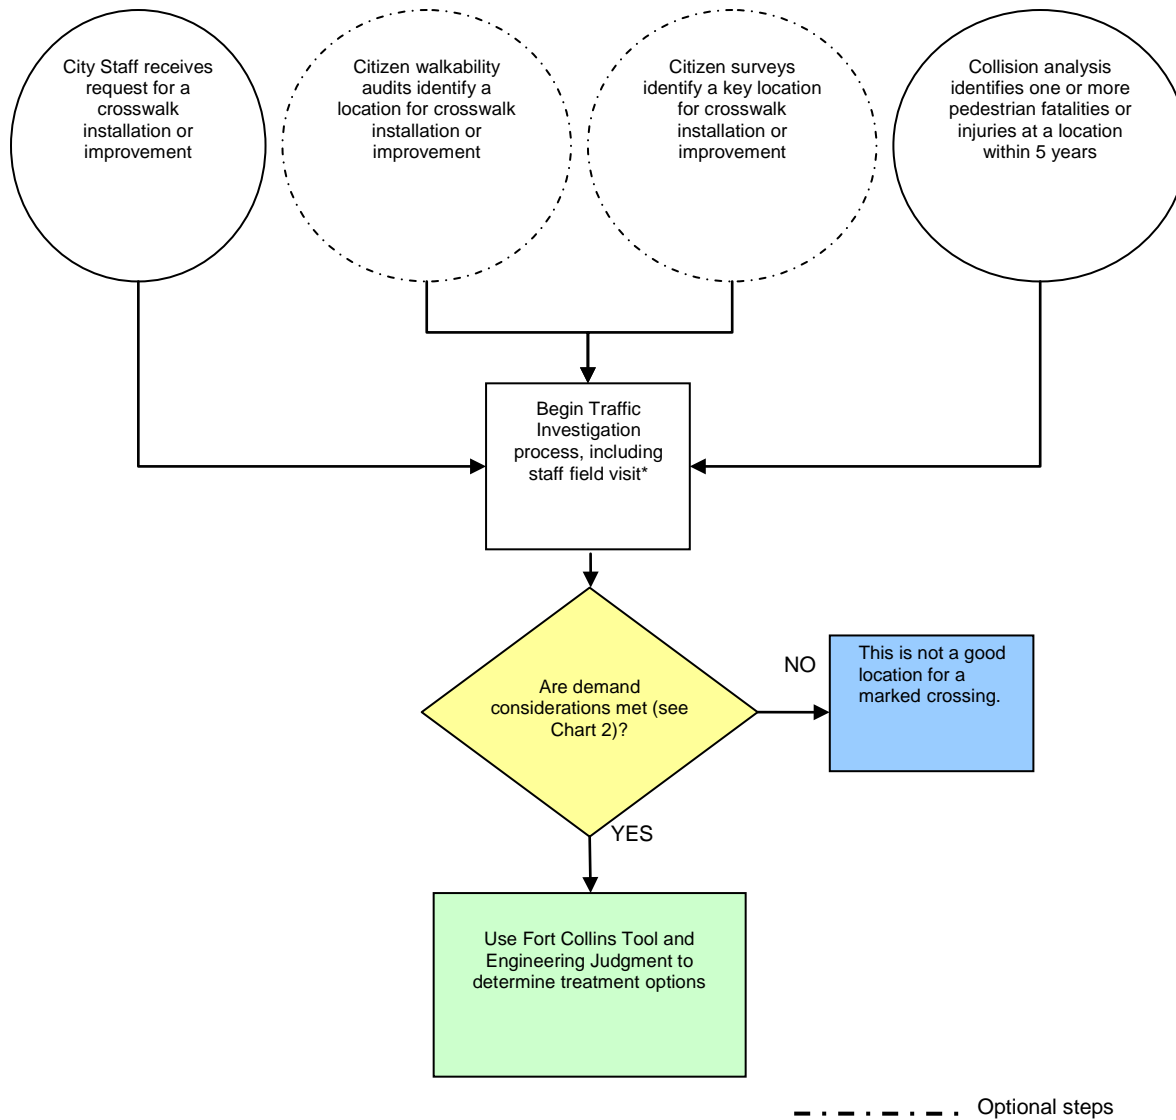 City Staff receives
request for a
crosswalk
installation or
improvement
Citizen walkability
audits identify a
location for crosswalk
installation or
improvement
Citizen surveys
identify a key location
for crosswalk
installation or
improvement
Collision analysis
identifies one or more
pedestrian fatalities or
injuries at a location
within 5 years
Begin Traffic
Investigation
process, including
staff field visit*
Are demand
considerations met (see
Chart 2)?
NO
This is not a good
location for a
marked crossing.
YES
Use Fort Collins Tool and
Engineering Judgment to
determine treatment options
Optional steps